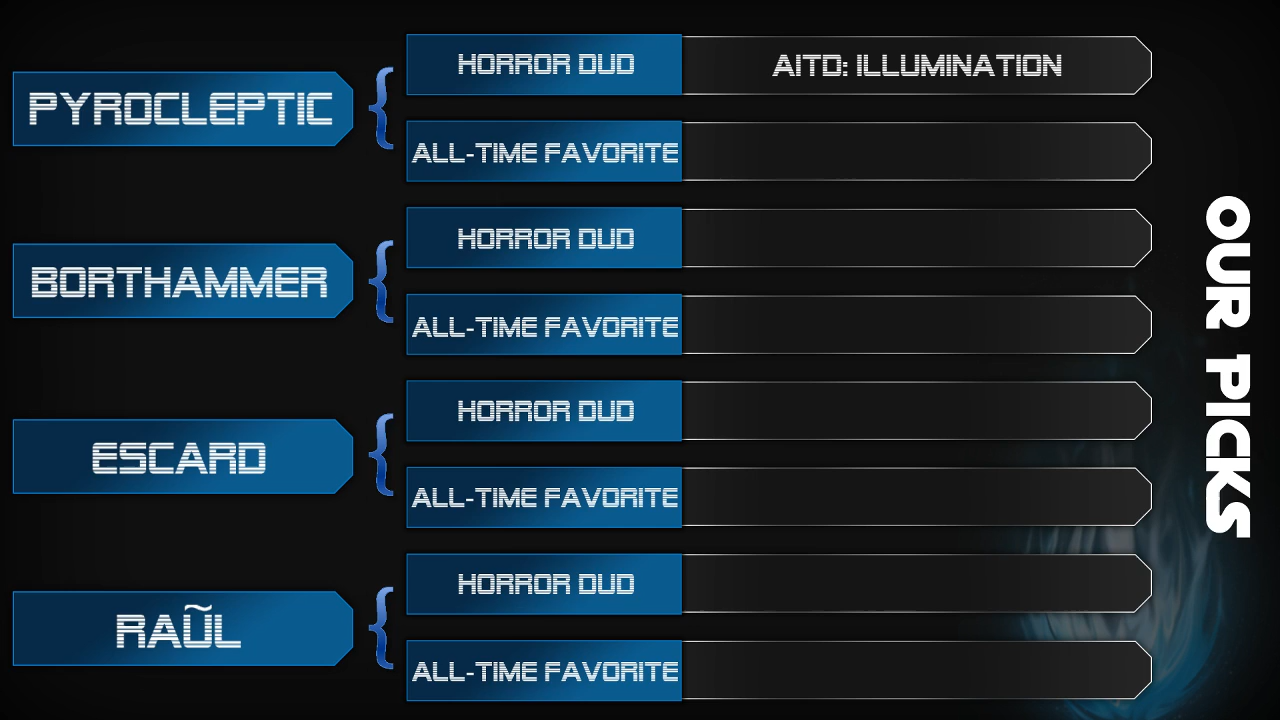 PYROCLEPTIC
HORROR DUD
AITD: ILLUMINATION
ALL-TIME FAVORITE
BORTHAMMER
HORROR DUD
ALL-TIME FAVORITE
ESCARD
HORROR DUD
ALL-TIME FAVORITE
RAŨL
HORROR DUD
ALL-TIME FAVORITE
OUR PICKS